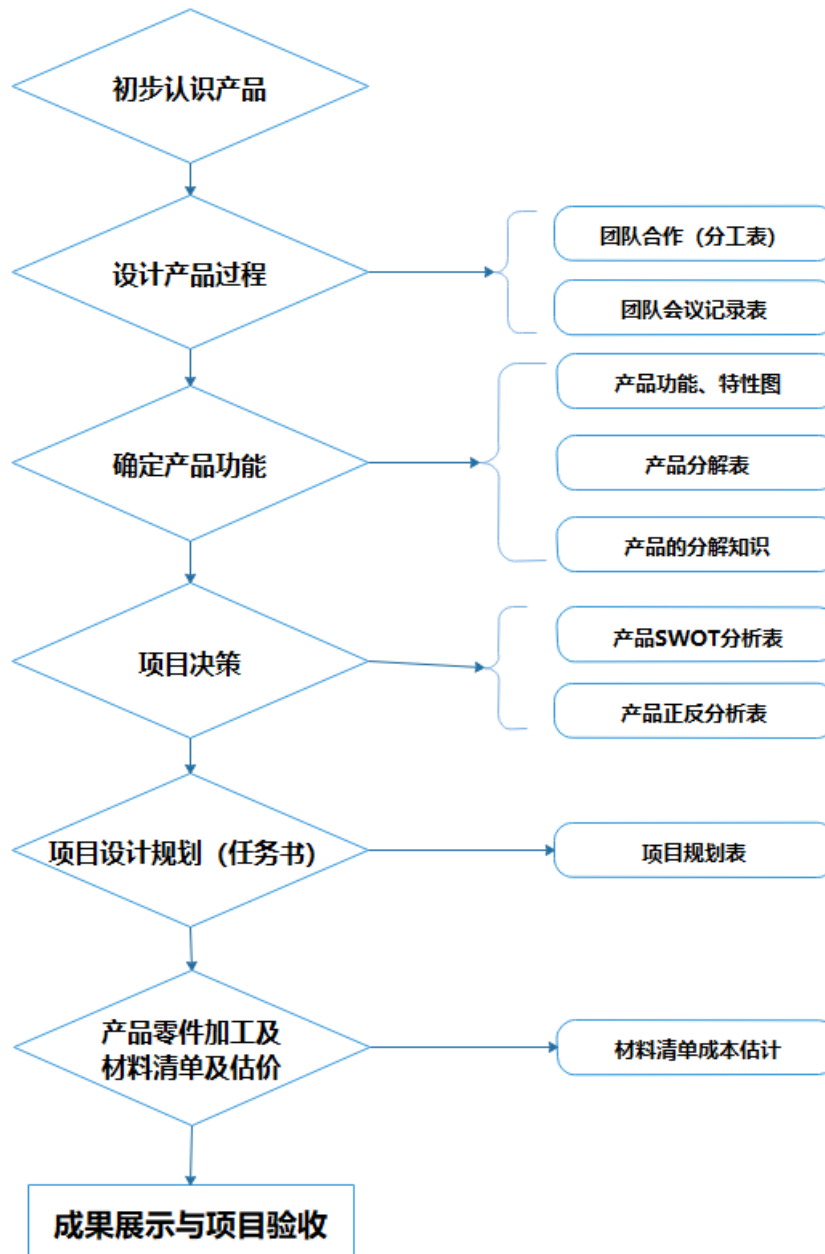 初步认识产品
设计产品过程
团队合作（分工表）
团队会议记录表
确定产品功能
产品功能、特性图
产品分解表
产品的分解知识
项目决策
产品SWOT分析表
产品正反分析表
项目设计规划（任务书）
项目规划表
产品零件加工及
材料清单及估价
材料清单成本估计
成果展示与项目验收